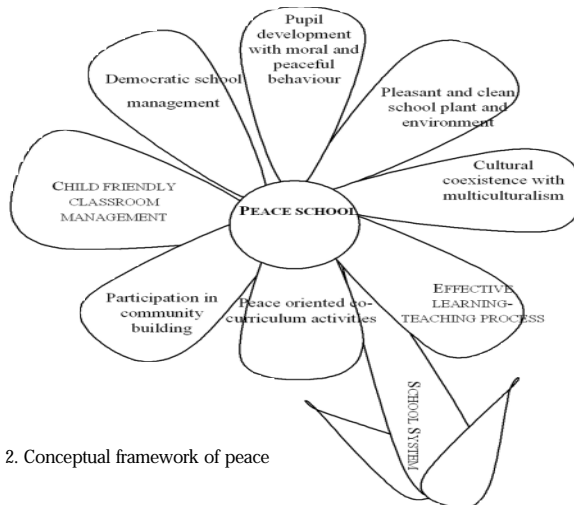 Pupil
development
with moral and
peaceful
behaviour
Democratic school
management
Pleasant and clean
school plant and
environment
Cultural
coexistence with
multiculturalism
CHILD FRIENDLY
CLASSROOM
MANAGEMENT
PEACE SCHOOL
Participation in
community
building
Peace oriented co-
curriculum activities
EFFECTIVE
LEARNING-
TEACHING PROCESS
SCHOOL SYSTEM
2. Conceptual framework of peace